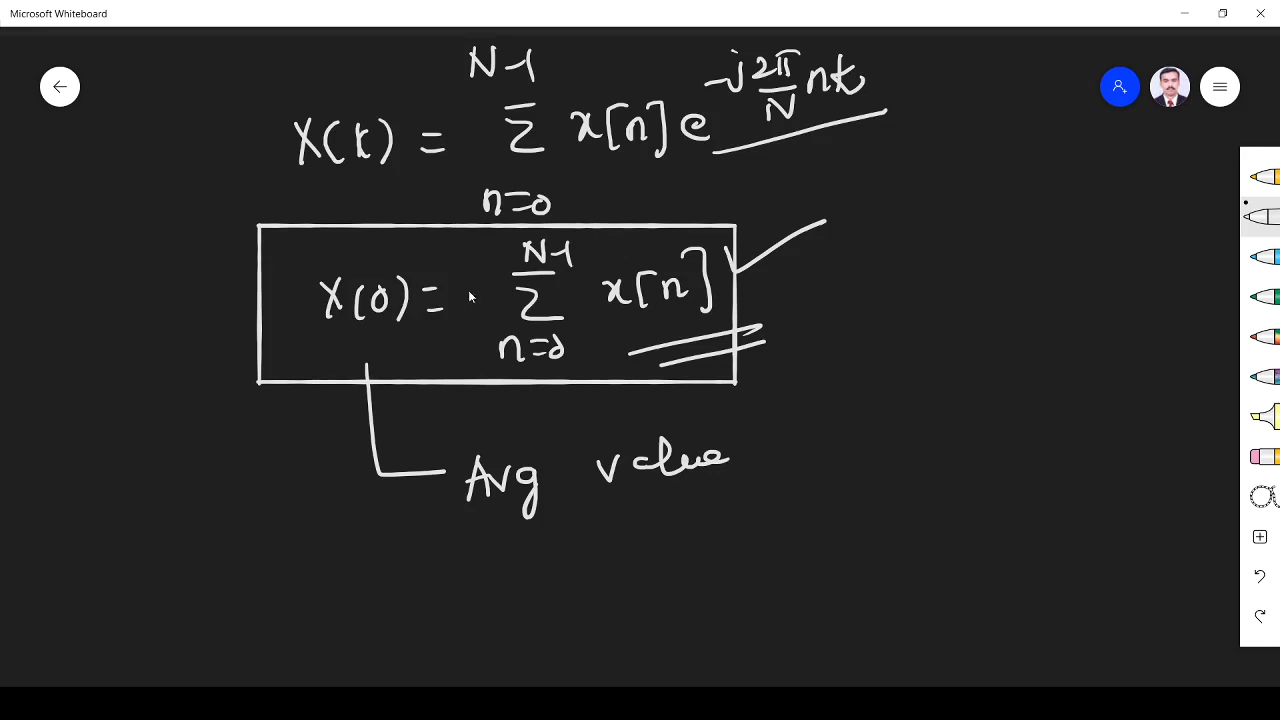 Microsoft Whiteboard
N-1
X(k) = Σ x[n] e^{-j 2π/N nk}
n=0
N-1
X(0) = Σ x[n]
n=0
Avg value